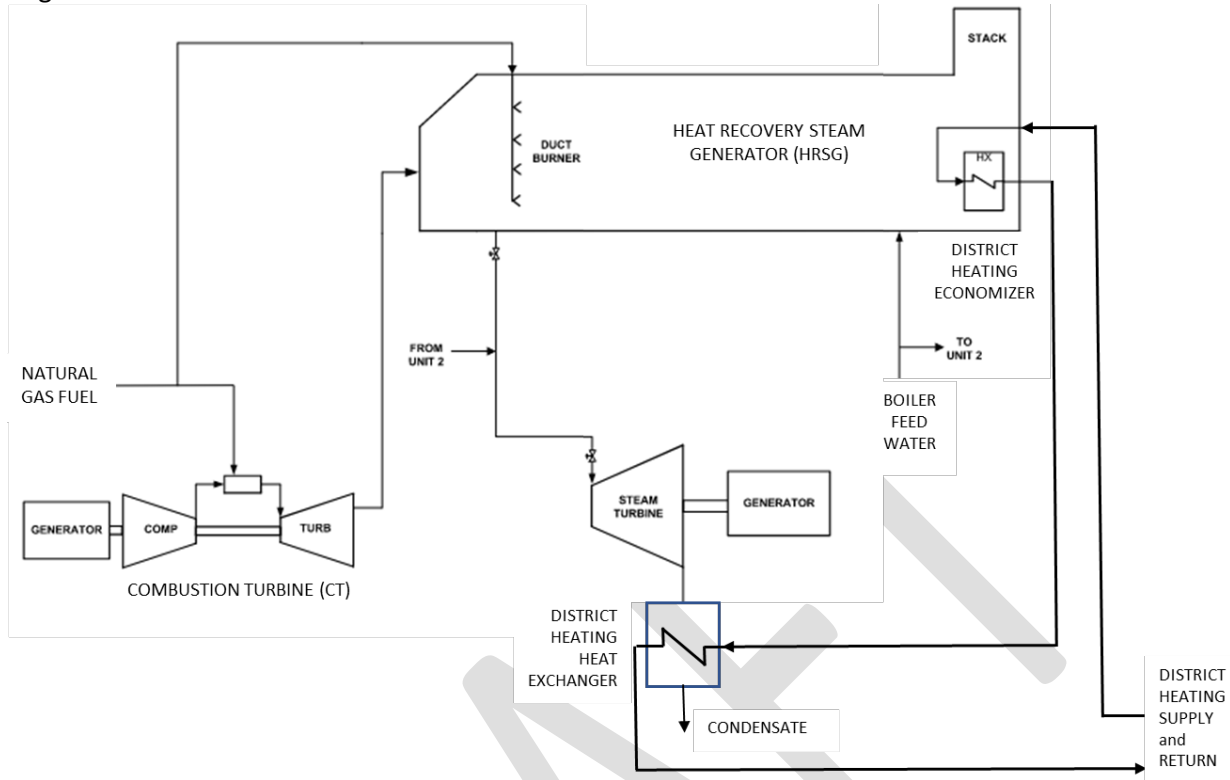 STACK
HEAT RECOVERY STEAM
GENERATOR (HRSG)
DUCT
BURNER
HX
DISTRICT
HEATING
ECONOMIZER
FROM
UNIT 2
TO
UNIT 2
NATURAL
GAS FUEL
BOILER
FEED
WATER
STEAM
TURBINE
GENERATOR
GENERATOR
COMP
TURB
COMBUSTION TURBINE (CT)
DISTRICT
HEATING
HEAT
EXCHANGER
CONDENSATE
DISTRICT
HEATING
SUPPLY
and
RETURN